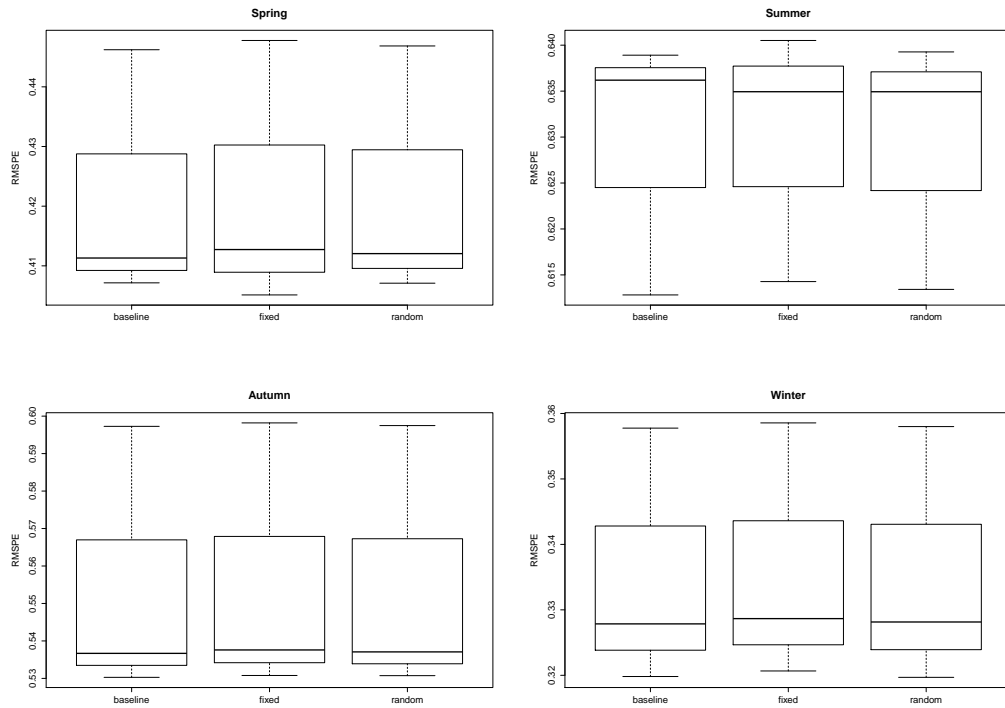 Spring
RMSPE
0.41 0.42 0.43 0.44
baseline fixed random
Summer
RMSPE
0.615 0.620 0.625 0.630 0.635 0.640
baseline fixed random
Autumn
RMSPE
0.53 0.54 0.55 0.56 0.57 0.58 0.59 0.60
baseline fixed random
Winter
RMSPE
0.32 0.33 0.34 0.35 0.36
baseline fixed random